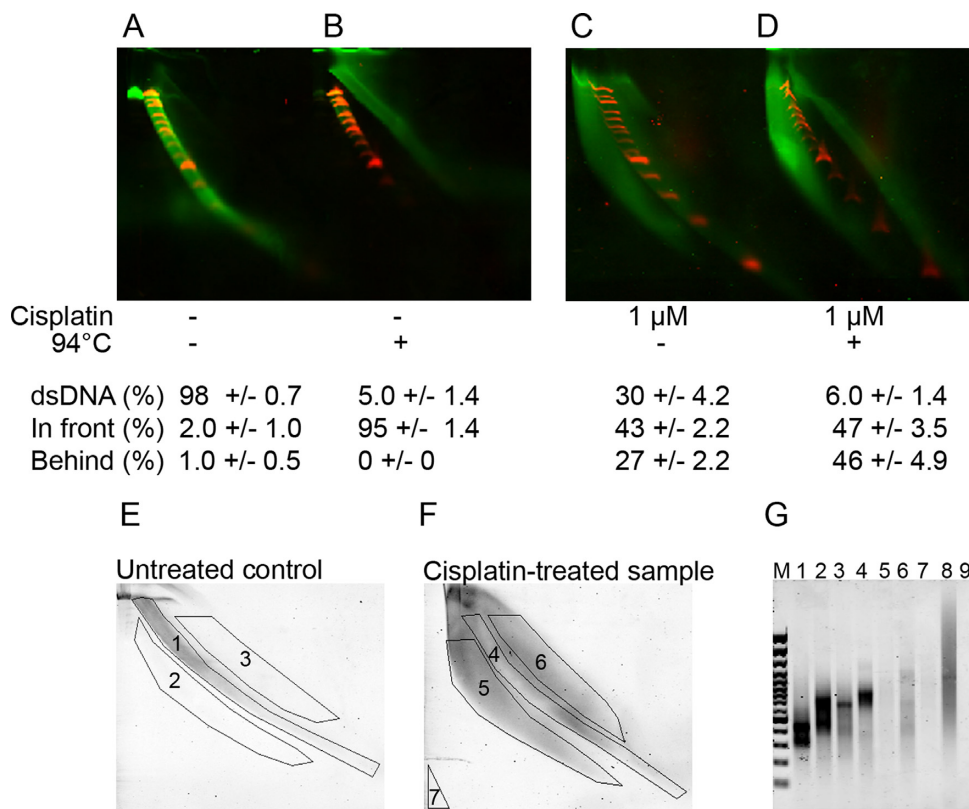 A B C D
Cisplatin - - 1 µM 1 µM
94°C - + - +
dsDNA (%) 98 +/- 0.7 5.0 +/- 1.4 30 +/- 4.2 6.0 +/- 1.4
In front (%) 2.0 +/- 1.0 95 +/- 1.4 43 +/- 2.2 47 +/- 3.5
Behind (%) 1.0 +/- 0.5 0 +/- 0 27 +/- 2.2 46 +/- 4.9
E F G
Untreated control Cisplatin-treated sample M 1 2 3 4 5 6 7 8 9
1
2
3
4
5
6
7